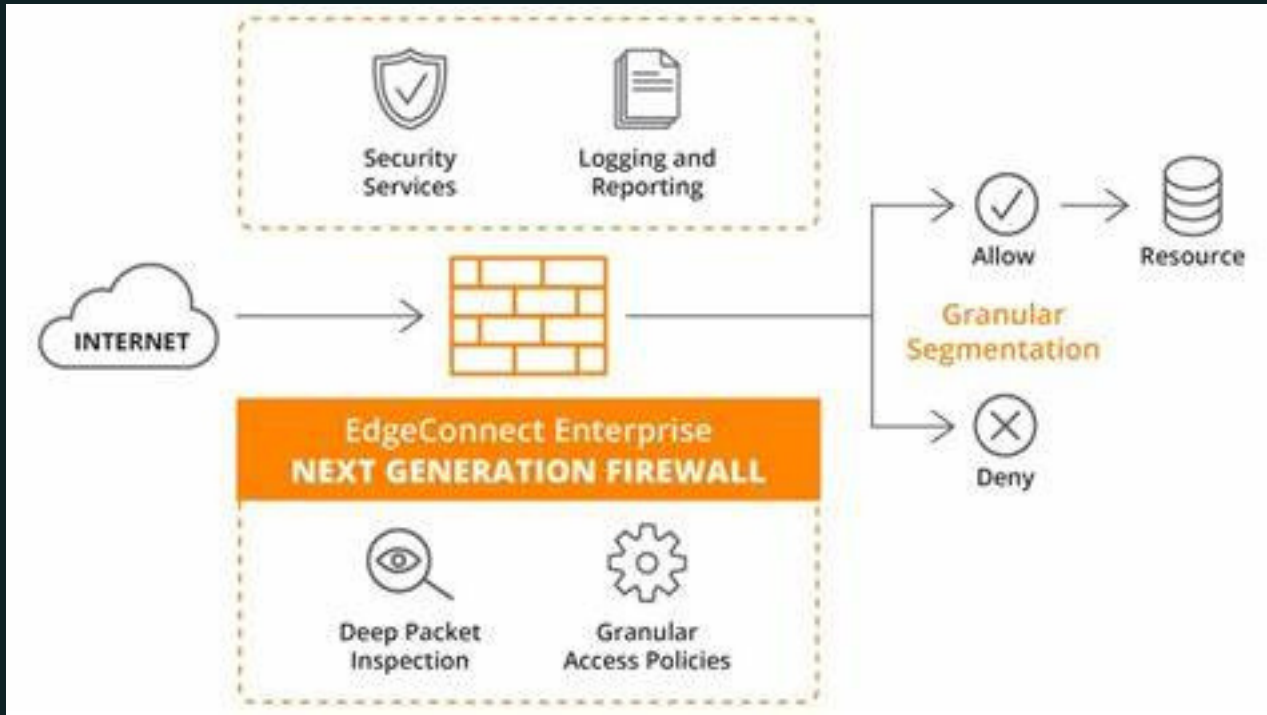 Security
Services
Logging and
Reporting
INTERNET
Allow
Resource
Granular
Segmentation
Deny
EdgeConnect Enterprise
NEXT GENERATION FIREWALL
Deep Packet
Inspection
Granular
Access Policies